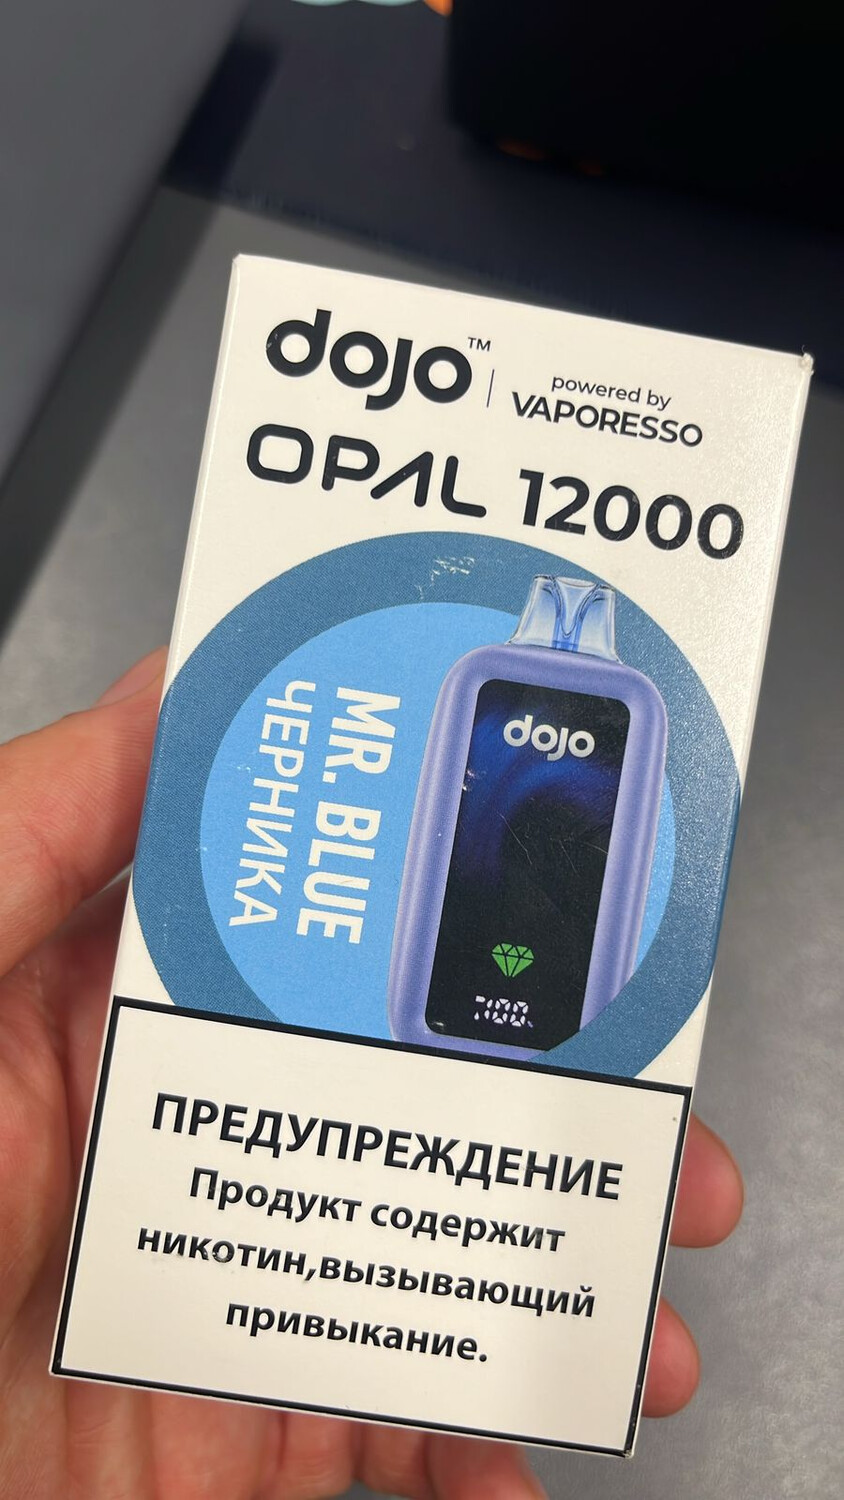 dojo™ | powered by
VAPORESSO
OPAL 12000
MR. BLUE
ЧЕРНИКА
dojo
ПРЕДУПРЕЖДЕНИЕ
Продукт содержит
никотин,вызывающий
привыкание.